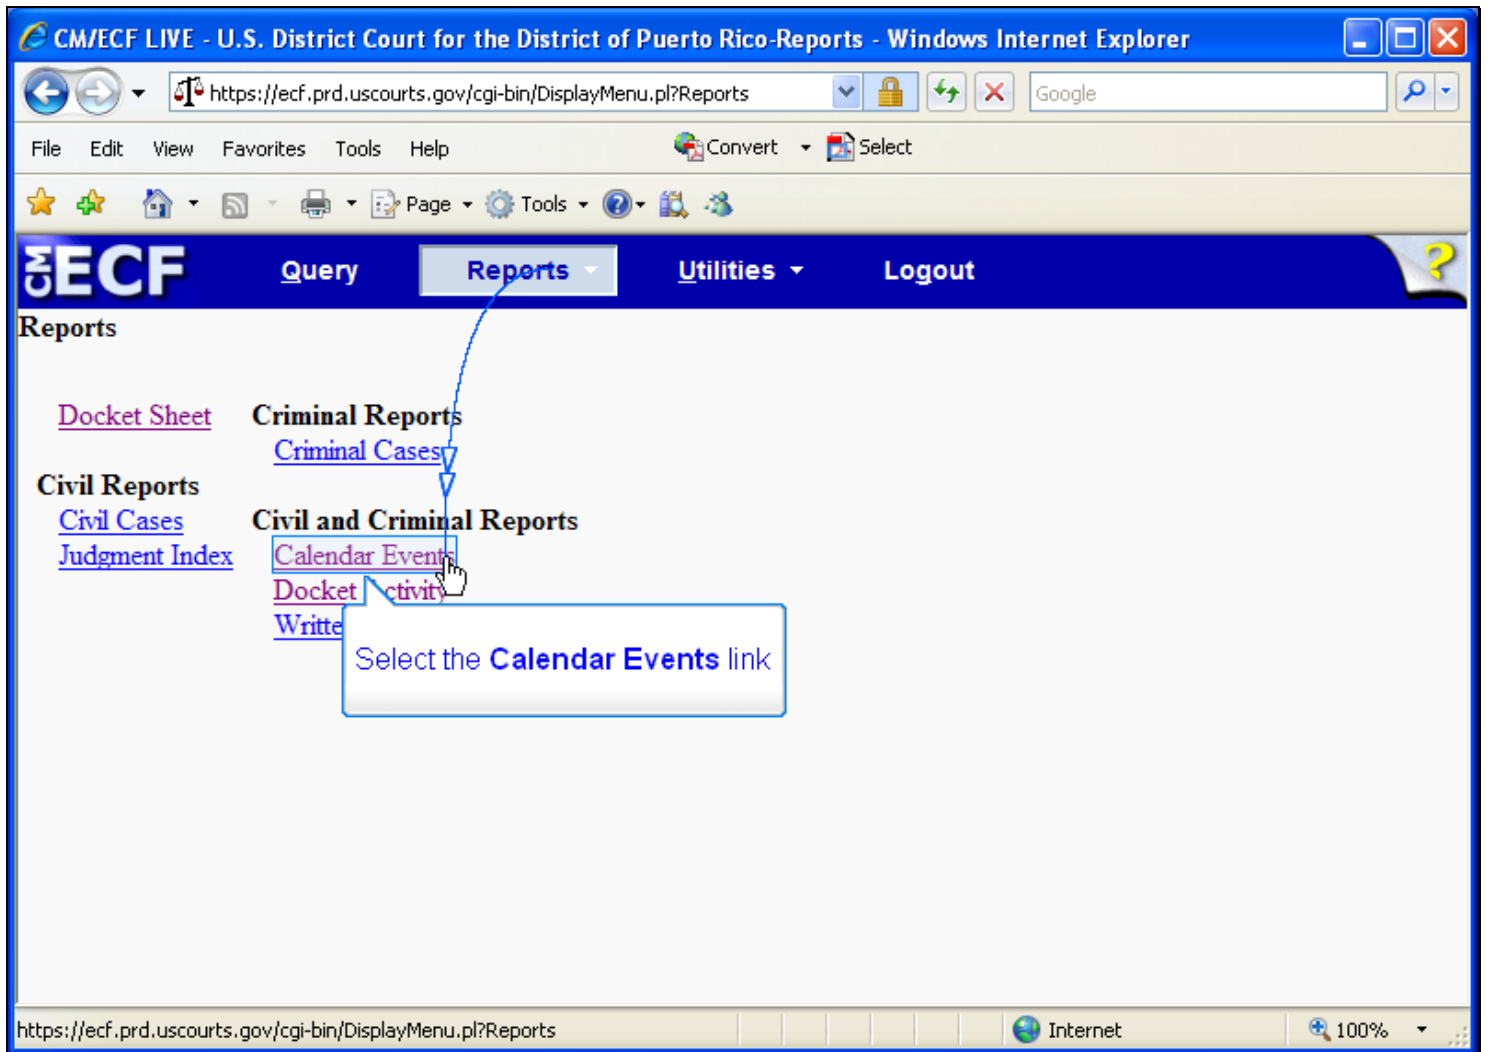 CM/ECF LIVE - U.S. District Court for the District of Puerto Rico-Reports - Windows Internet Explorer
https://ecf.prd.uscourts.gov/cgi-bin/DisplayMenu.pl?Reports
Google
File Edit View Favorites Tools Help Convert Select
Page Tools
CM ECF Query Reports Utilities Logout ?
Reports
Docket Sheet Criminal Reports
Criminal Cases
Civil Reports
Civil Cases Civil and Criminal Reports
Judgment Index Calendar Events
Docket Activity
Writte
Select the Calendar Events link
https://ecf.prd.uscourts.gov/cgi-bin/DisplayMenu.pl?Reports Internet 100%